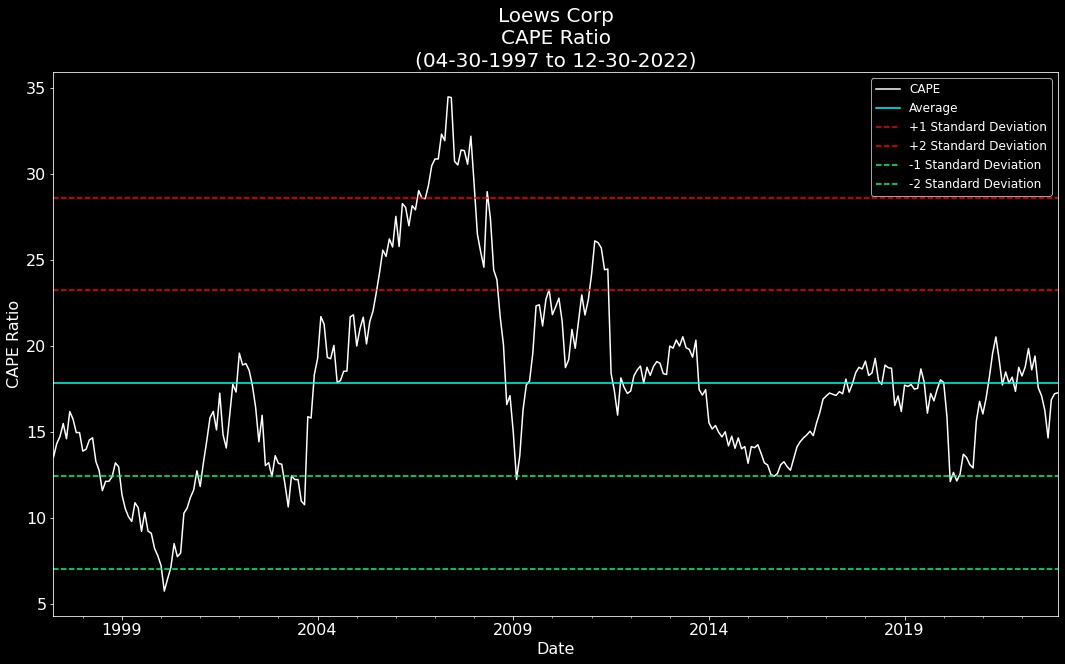 Loews Corp
CAPE Ratio
(04-30-1997 to 12-30-2022)
CAPE
Average
+1 Standard Deviation
+2 Standard Deviation
-1 Standard Deviation
-2 Standard Deviation
CAPE Ratio
35
30
25
20
15
10
5
1999
2004
2009
2014
2019
Date